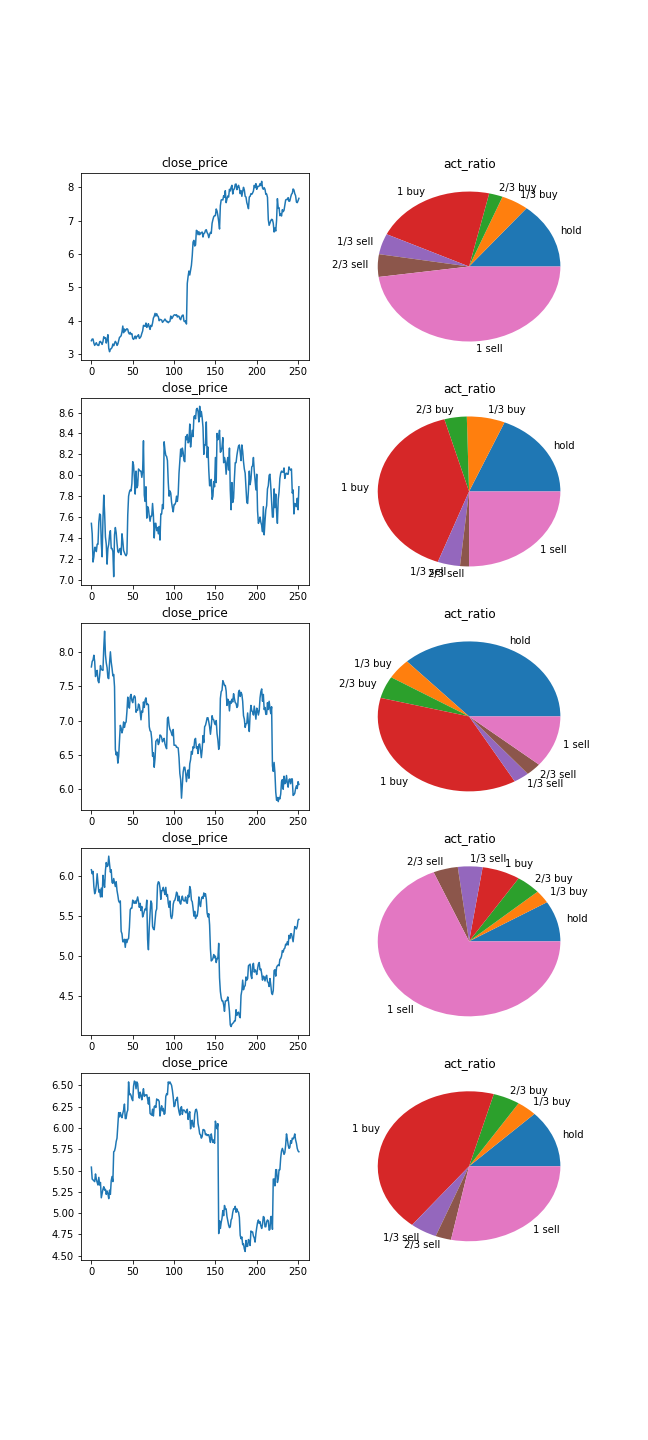 close_price
act_ratio
8
7
6
5
4
3
0 50 100 150 200 250
2/3 buy
1/3 buy
1 buy
hold
1/3 sell
2/3 sell
1 sell
close_price
act_ratio
8.6
8.4
8.2
8.0
7.8
7.6
7.4
7.2
7.0
0 50 100 150 200 250
2/3 buy
1/3 buy
hold
1 buy
1 sell
1/3 sell
2/3 sell
close_price
act_ratio
8.0
7.5
7.0
6.5
6.0
0 50 100 150 200 250
hold
1/3 buy
2/3 buy
1 sell
2/3 sell
1 buy
1/3 sell
close_price
act_ratio
6.0
5.5
5.0
4.5
0 50 100 150 200 250
2/3 sell
1/3 sell
1 buy
2/3 buy
1/3 buy
hold
1 sell
close_price
act_ratio
6.50
6.25
6.00
5.75
5.50
5.25
5.00
4.75
4.50
0 50 100 150 200 250
2/3 buy
1/3 buy
1 buy
hold
1 sell
1/3 sell
2/3 sell